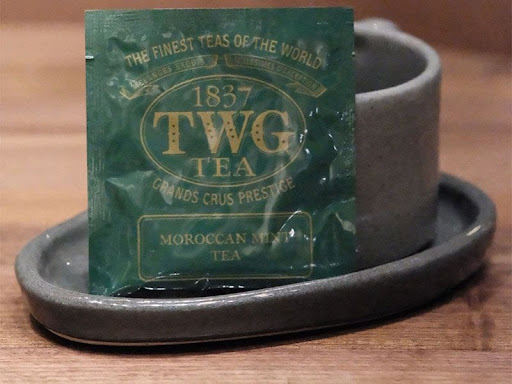 THE FINEST TEAS OF THE WORLD
1837
TWG
TEA
GRANDS CRUS PRESTIGE
MOROCCAN MINT
TEA